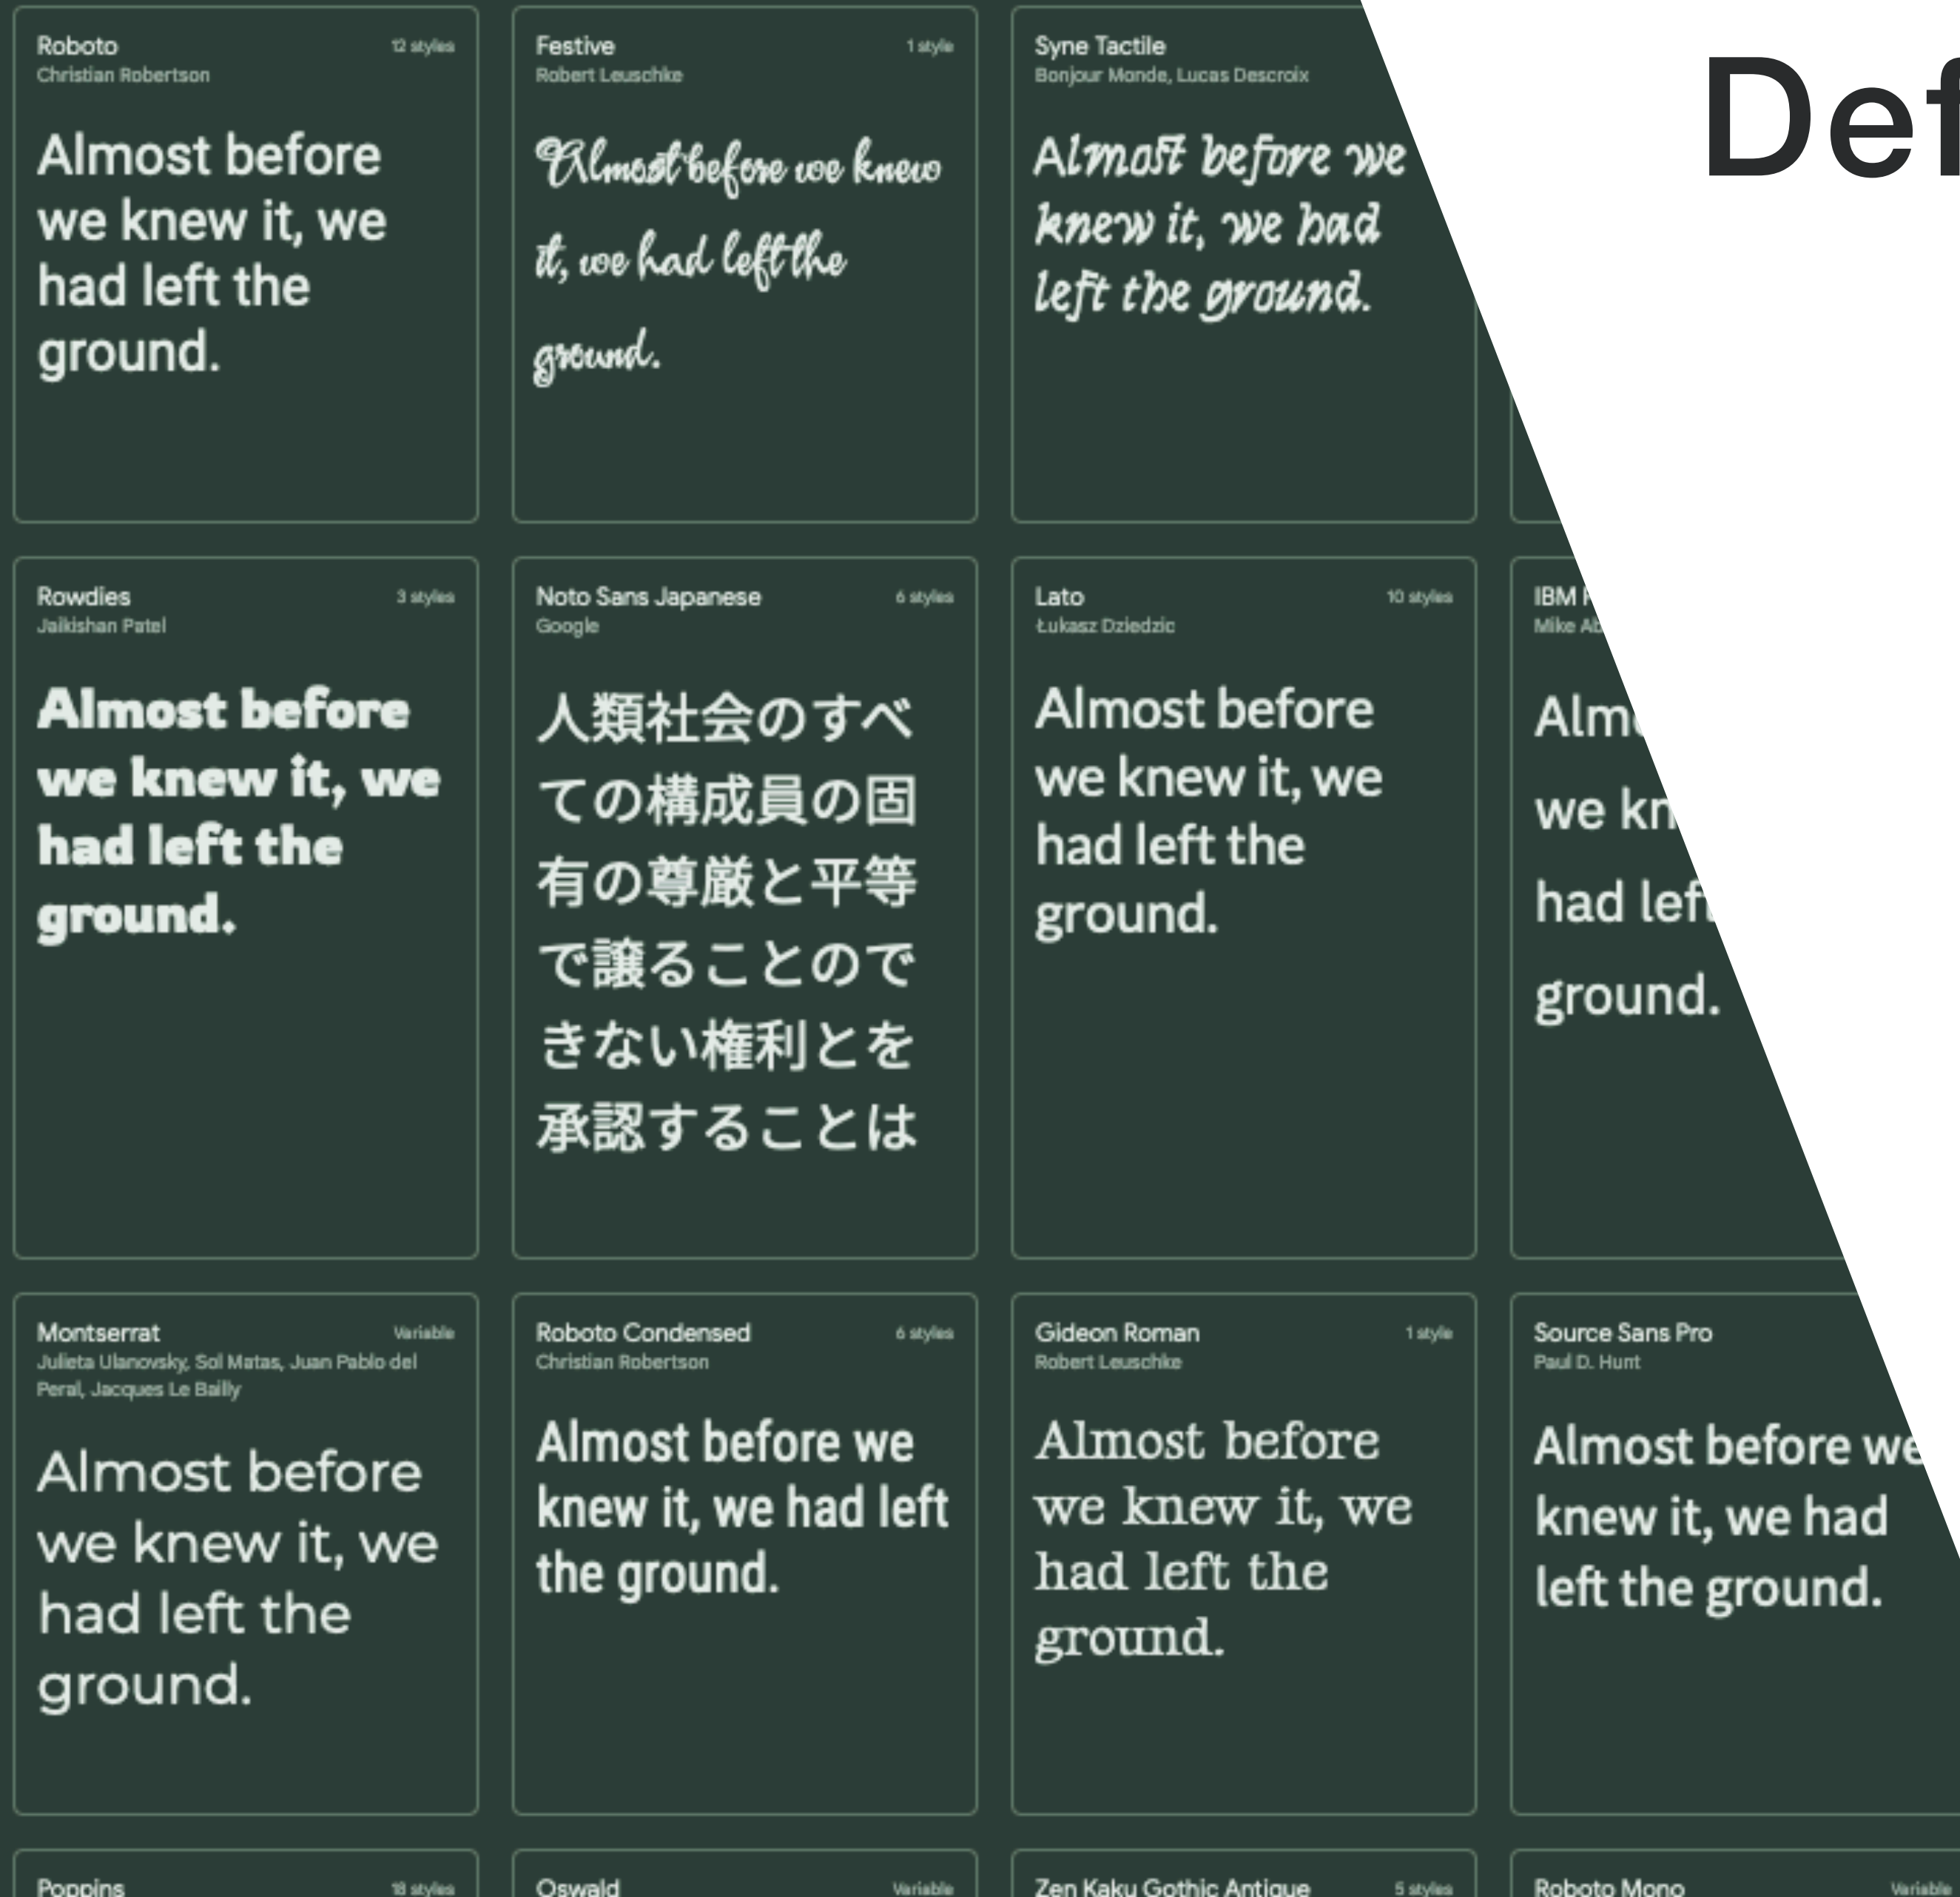 Roboto
12 styles
Christian Robertson
Almost before
we knew it, we
had left the
ground.
Festive
1 style
Robert Leuschke
Almost before we knew
it, we had left the
ground.
Syne Tactile
Bonjour Monde, Lucas Descroix
Almost before we
knew it, we had
left the ground.
Def
Rowdies
3 styles
Jaikishan Patel
Almost before
we knew it, we
had left the
ground.
Noto Sans Japanese
6 styles
Google
人類社会のすべ
ての構成員の固
有の尊厳と平等
で譲ることので
きない権利とを
承認することは
Lato
10 styles
Łukasz Dziedzic
Almost before
we knew it, we
had left the
ground.
IBM
Mike Ab
Almo
we kn
had left
ground.
Montserrat
Variable
Julieta Ulanovsky, Sol Matas, Juan Pablo del
Peral, Jacques Le Bailly
Almost before
we knew it, we
had left the
ground.
Roboto Condensed
6 styles
Christian Robertson
Almost before we
knew it, we had left
the ground.
Gideon Roman
1 style
Robert Leuschke
Almost before
we knew it, we
had left the
ground.
Source Sans Pro
Paul D. Hunt
Almost before we
knew it, we had
left the ground.
Poppins
18 styles
Oswald
Variable
Zen Kaku Gothic Antique
5 styles
Roboto Mono
Variable